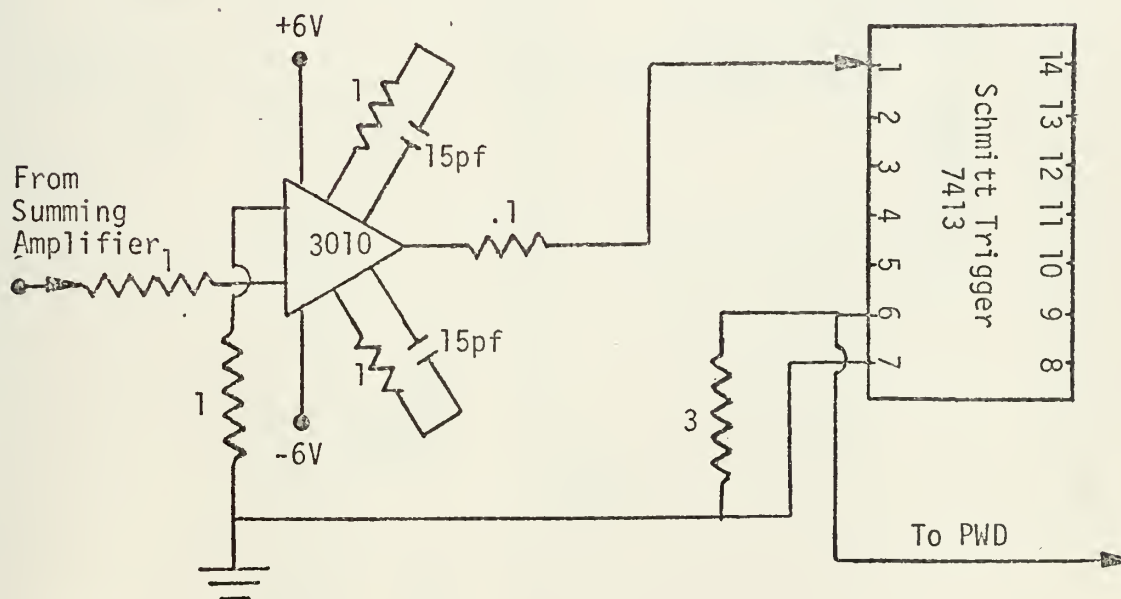 +6V
1
15pf
From
Summing
Amplifier
1
3010
.1
1
15pf
1
-6V
3
1
2
3
4
5
6
7
Schmitt Trigger
7413
14
13
12
11
10
9
8
To PWD